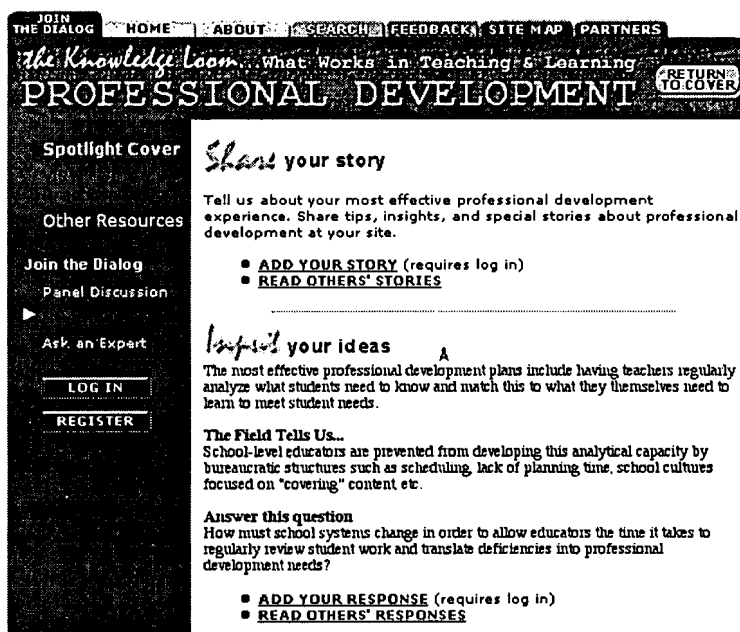 JOIN
THE DIALOG HOME ABOUT SEARCH FEEDBACK SITE MAP PARTNERS
the Knowledge Loom...What Works in Teaching & Learning
PROFESSIONAL DEVELOPMENT
RETURN
TO COVER
Spotlight Cover
Other Resources
Join the Dialog
Panel Discussion
Ask an Expert
LOG IN
REGISTER
Share your story
Tell us about your most effective professional development
experience. Share tips, insights, and special stories about professional
development at your site.
ADD YOUR STORY (requires log in)
READ OTHERS' STORIES
your ideas
The most effective professional development plans include having teachers regularly
analyze what students need to know and match this to what they themselves need to
learn to meet student needs.
The Field Tells Us...
School-level educators are prevented from developing this analytical capacity by
bureaucratic structures such as scheduling, lack of planning time, school cultures
focused on "covering" content, etc.
Answer this question
How must school systems change in order to allow educators the time it takes to
regularly review student work and translate deficiencies into professional
development needs?
ADD YOUR RESPONSE (requires log in)
READ OTHERS' RESPONSES